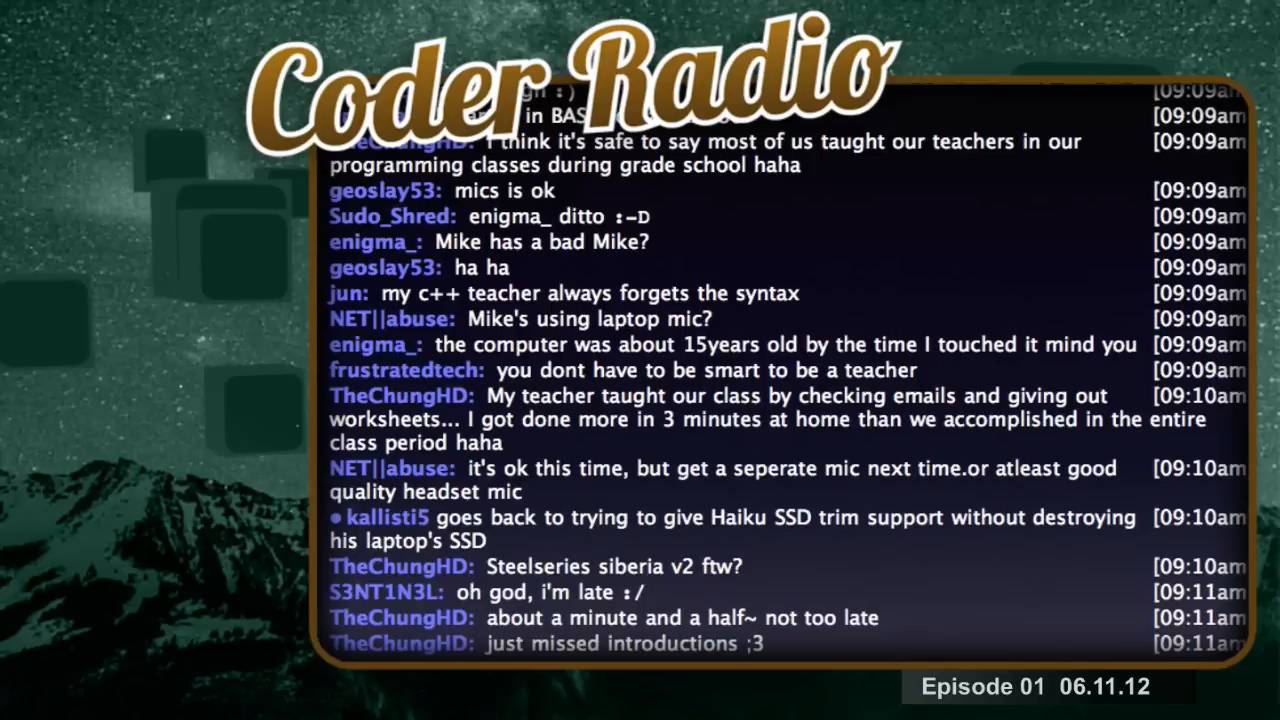 Coder Radio
:) [09:09am
in BAS [09:09am
I think it's safe to say most of us taught our teachers in our [09:09am
programming classes during grade school haha
geoslay53: mics is ok [09:09am
Sudo_Shred: enigma_ ditto :-D [09:09am
enigma_: Mike has a bad Mike? [09:09am
geoslay53: ha ha [09:09am
jun: my c++ teacher always forgets the syntax [09:09am
NET||abuse: Mike's using laptop mic? [09:09am
enigma_: the computer was about 15years old by the time I touched it mind you [09:09am
frustratedtech: you dont have to be smart to be a teacher [09:09am
TheChungHD: My teacher taught our class by checking emails and giving out [09:10am
worksheets... I got done more in 3 minutes at home than we accomplished in the entire
class period haha
NET||abuse: it's ok this time, but get a seperate mic next time.or atleast good [09:10am
quality headset mic
•kallisti5 goes back to trying to give Haiku SSD trim support without destroying [09:10am
his laptop's SSD
TheChungHD: Steelseries siberia v2 ftw? [09:10am
S3NT1N3L: oh god, i'm late :/ [09:11am
TheChungHD: about a minute and a half~ not too late [09:11am
TheChungHD: just missed introductions ;3 [09:11am
Episode 01 06.11.12